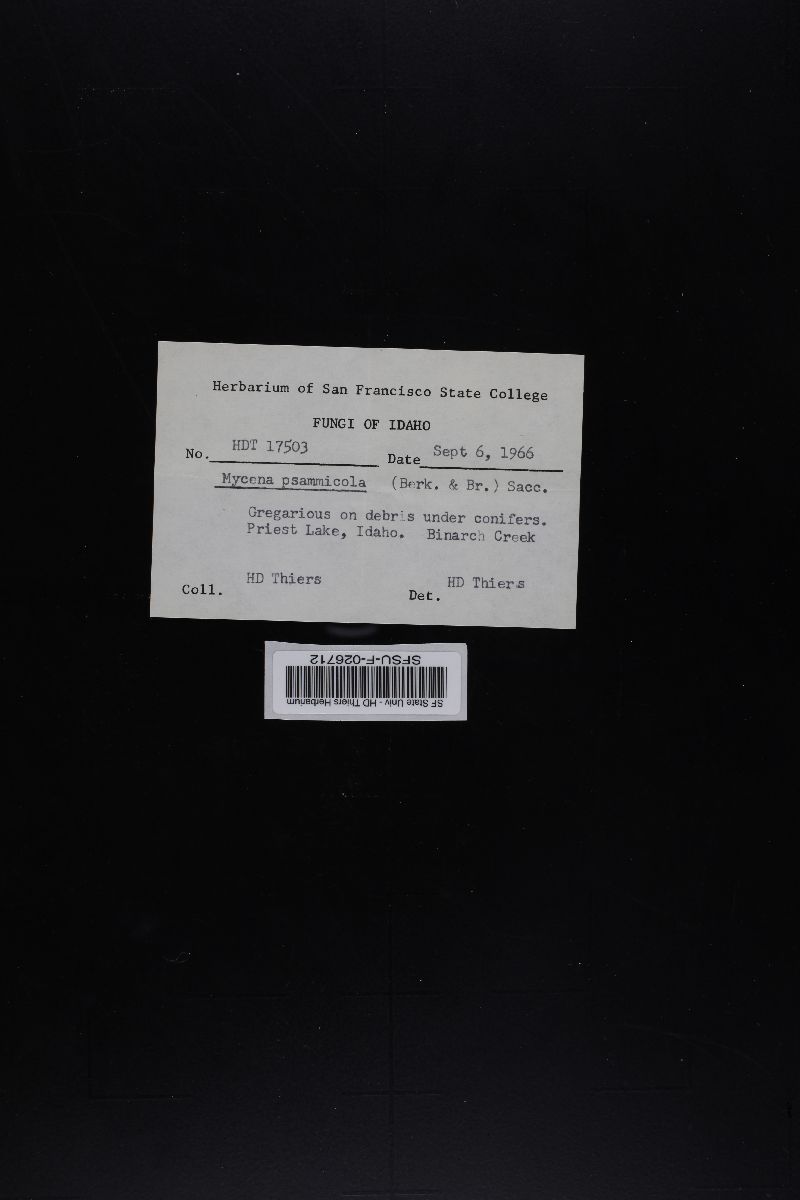 Herbarium of San Francisco State College
FUNGI OF IDAHO
No. HDT 17503 Date Sept 6, 1966
Mycena psammicola (Berk. & Br.) Sacc.
Gregarious on debris under conifers.
Priest Lake, Idaho. Binarch Creek
Coll. HD Thiers Det. HD Thiers
SF State Univ - HD Thiers Herbarium
SFSU-F-026712